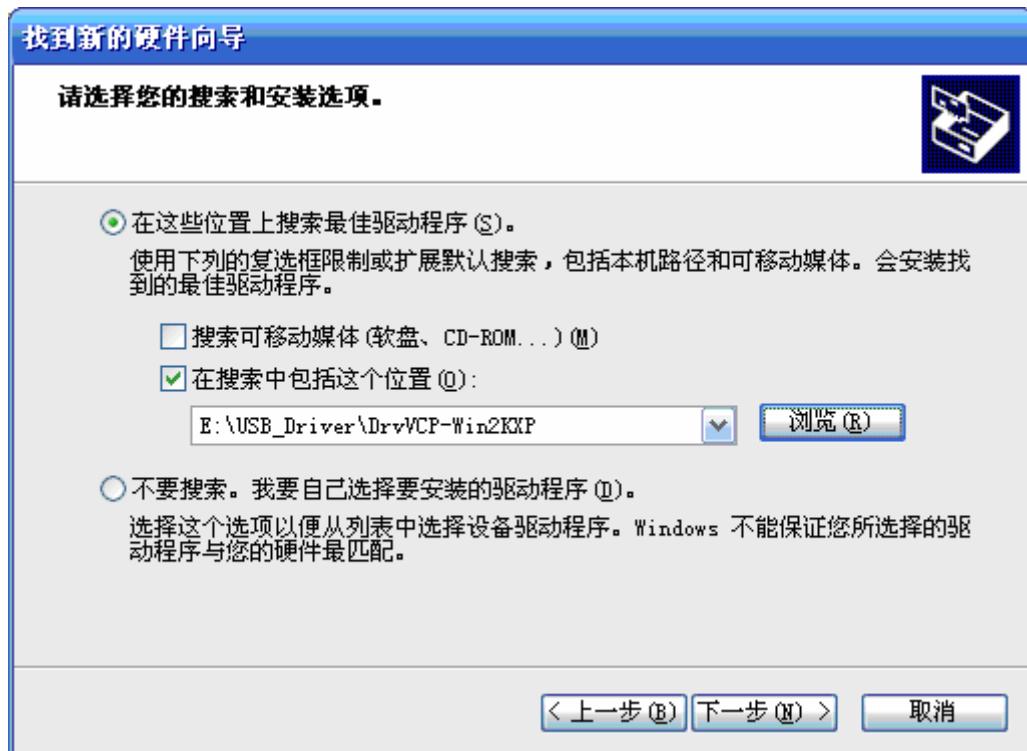 找到新的硬件向导
请选择您的搜索和安装选项。
在这些位置上搜索最佳驱动程序(S)。
使用下列的复选框限制或扩展默认搜索，包括本机路径和可移动媒体。会安装找
到的最佳驱动程序。
搜索可移动媒体(软盘、CD-ROM...)(M)
在搜索中包括这个位置(O):
E:\USB_Driver\DrvVCP-Win2KXP
浏览(R)
不要搜索。我要自己选择要安装的驱动程序(D)。
选择这个选项以便从列表中选择设备驱动程序。Windows 不能保证您所选择的驱
动程序与您的硬件最匹配。
< 上一步(B) 下一步(N) > 取消